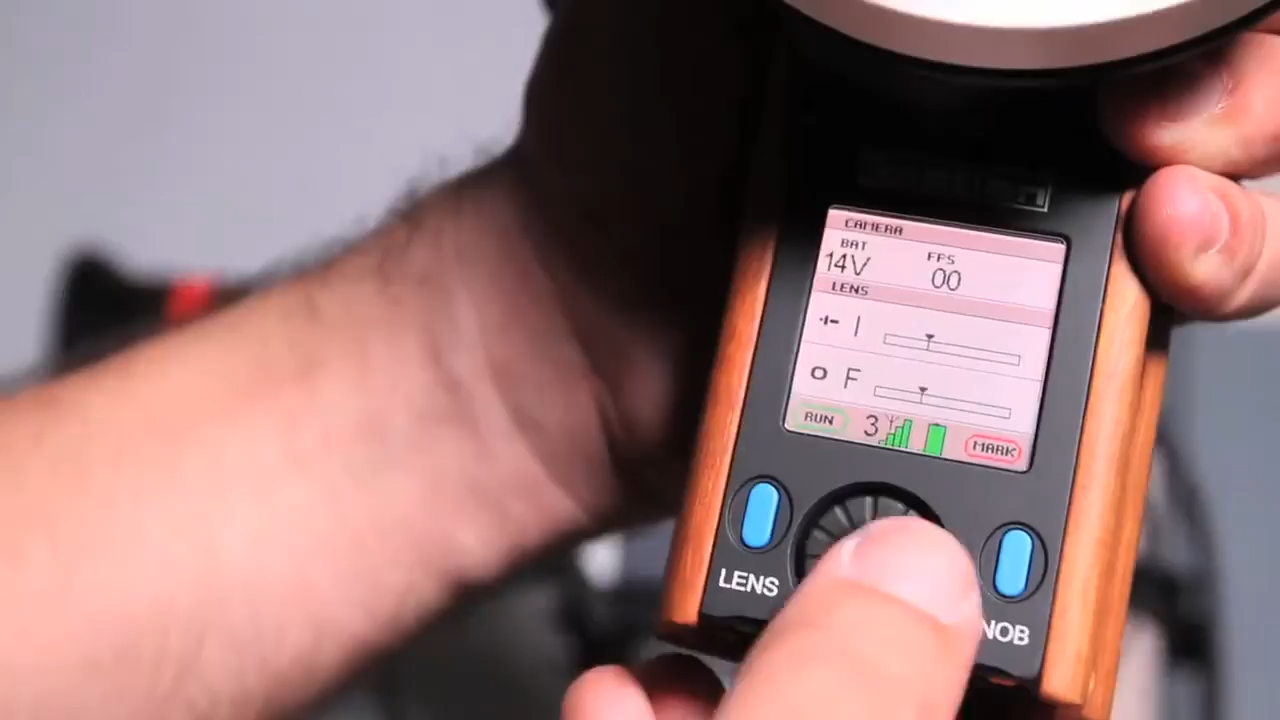 CAMERA
BAT FPS
14V 00
LENS
I
F
RUN 3 MARK
LENS NOB